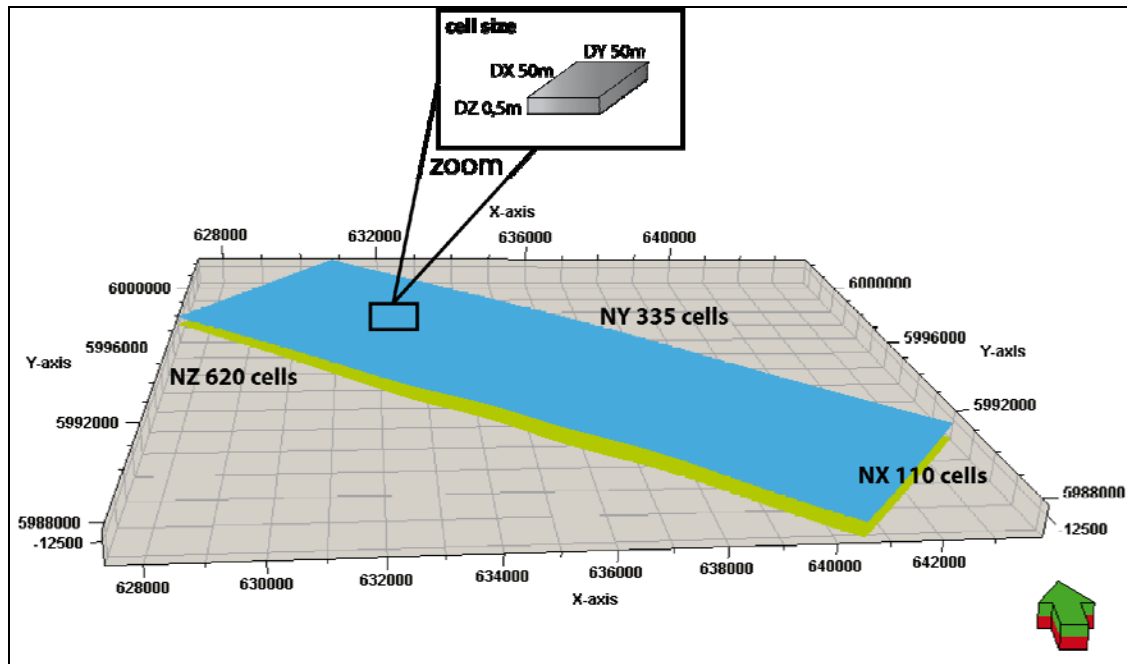 cell size
DY 50m
DX 50m
DZ 0,5m
zoom
X-axis
628000
632000
636000
640000
6000000
6000000
NY 335 cells
5996000
5996000
Y-axis
Y-axis
NZ 620 cells
5992000
5992000
NX 110 cells
5988000
5988000
-12500
-12500
628000
630000
632000
634000
636000
638000
640000
642000
X-axis